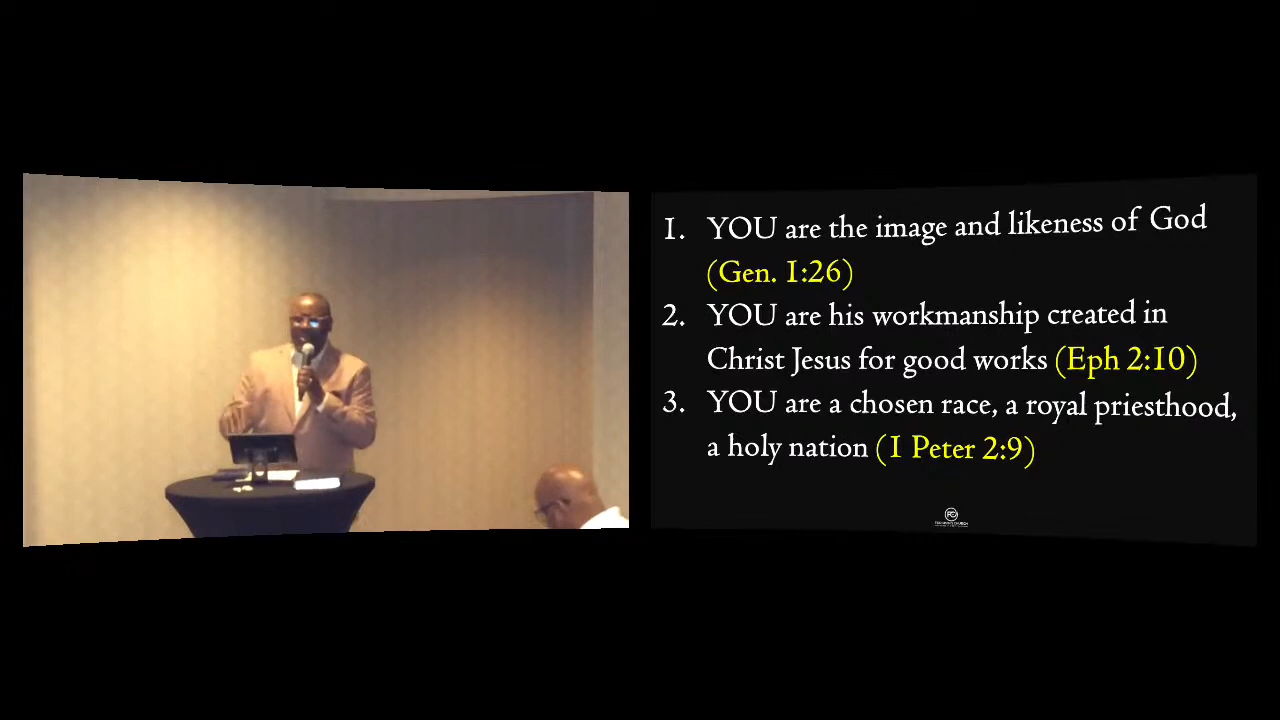 1. YOU are the image and likeness of God
(Gen. 1:26)
2. YOU are his workmanship created in
Christ Jesus for good works (Eph 2:10)
3. YOU are a chosen race, a royal priesthood,
a holy nation (1 Peter 2:9)